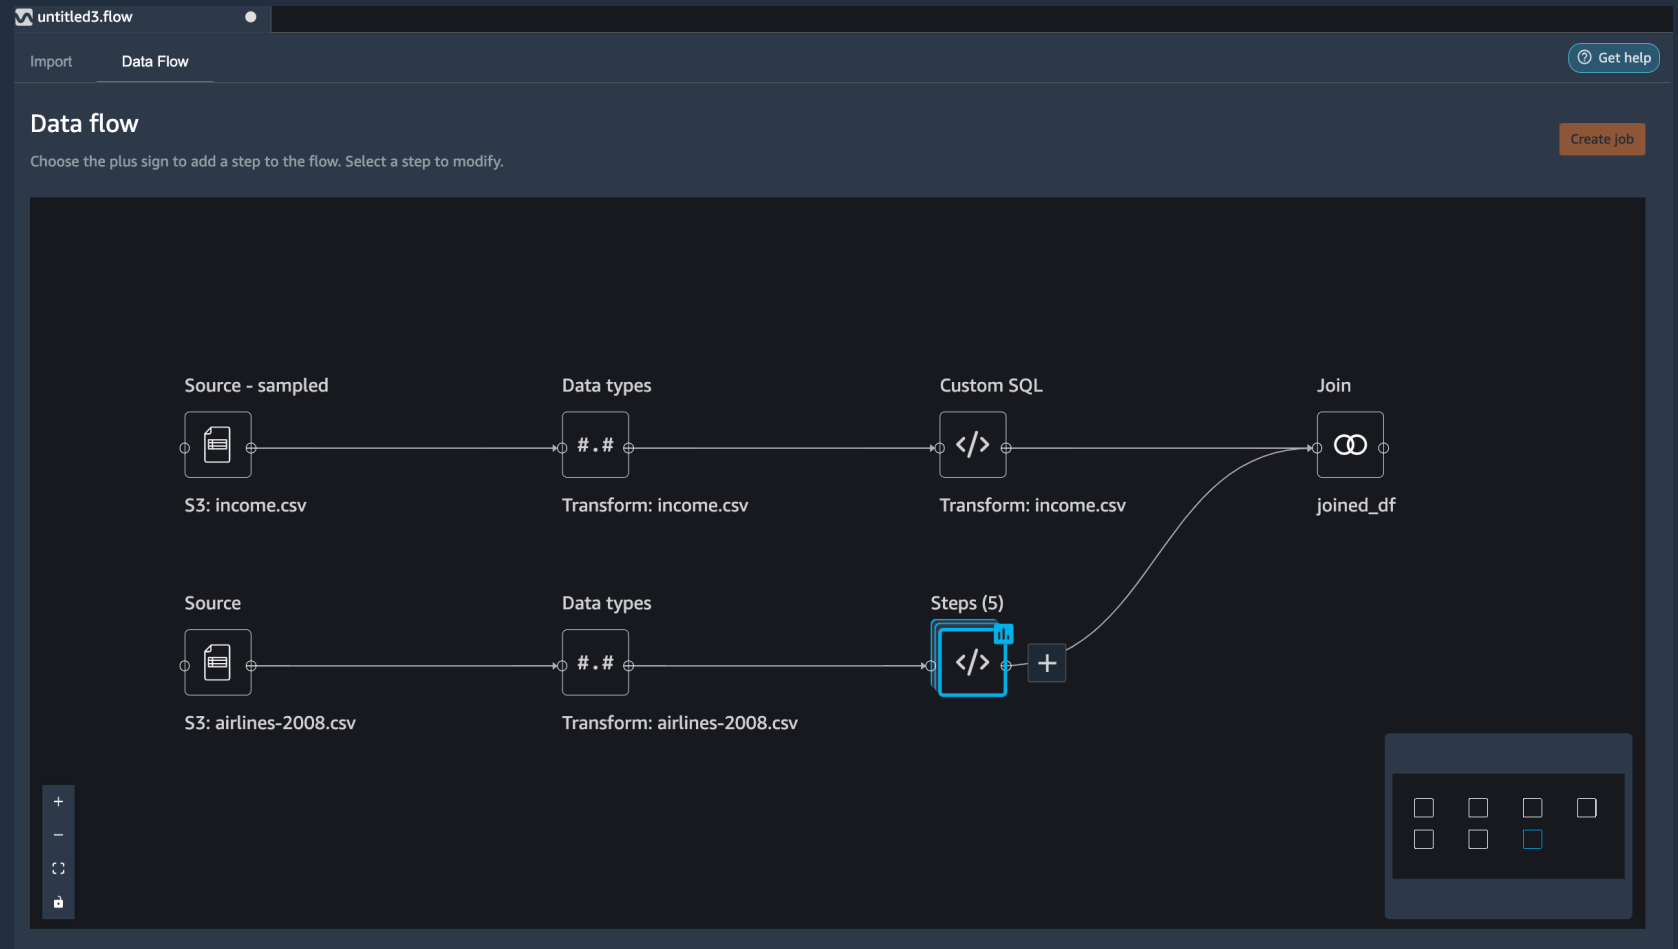 untitled3.flow
Import
Data Flow
Get help
Data flow
Create job
Choose the plus sign to add a step to the flow. Select a step to modify.
Source - sampled
Data types
Custom SQL
Join
#.#
</>
S3: income.csv
Transform: income.csv
Transform: income.csv
joined_df
Source
Data types
Steps (5)
#.#
</>
S3: airlines-2008.csv
Transform: airlines-2008.csv